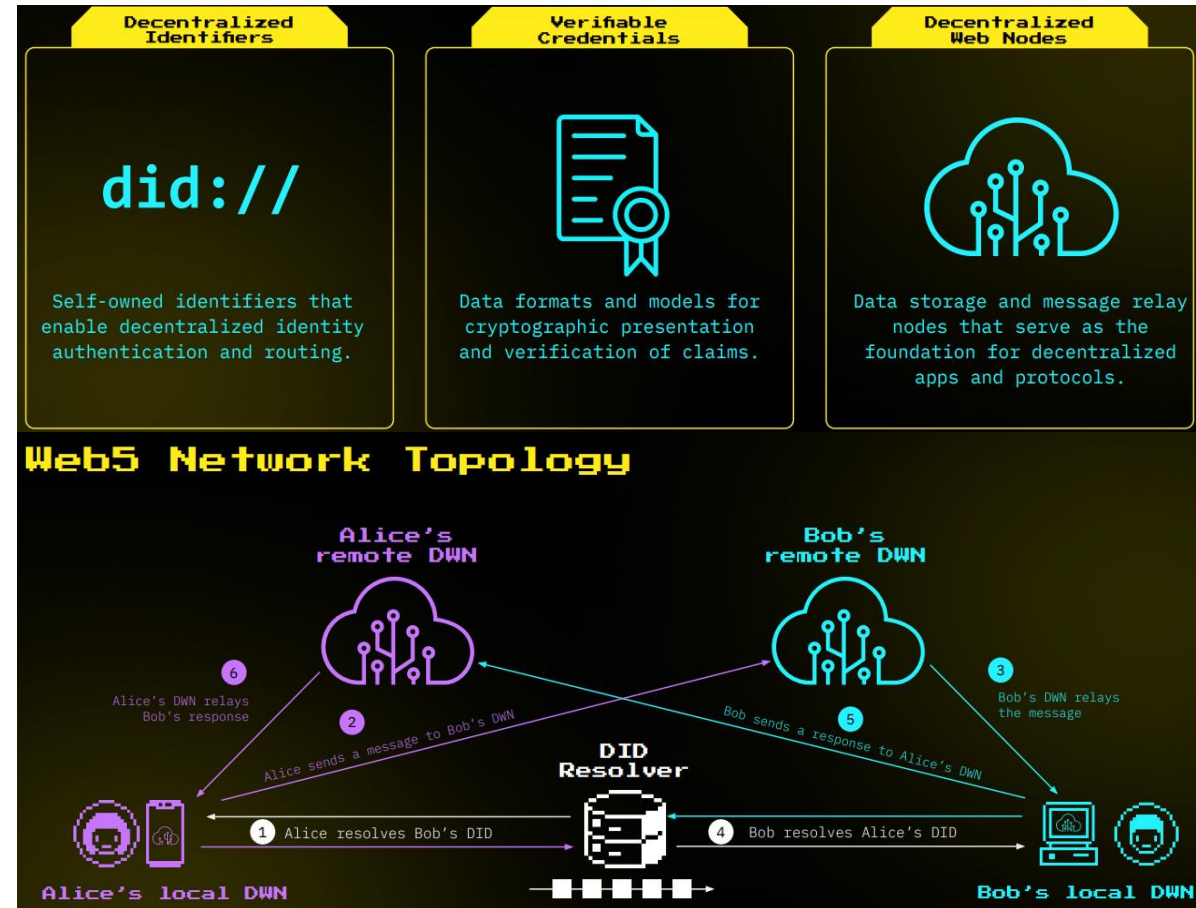 Decentralized
Identifiers
did://
Self-owned identifiers that
enable decentralized identity
authentication and routing.
Verifiable
Credentials
Data formats and models for
cryptographic presentation
and verification of claims.
Decentralized
Web Nodes
Data storage and message relay
nodes that serve as the
foundation for decentralized
apps and protocols.
Web5 Network Topology
Alice's
remote DWN
Bob's
remote DWN
6
Alice's DWN relays
Bob's response
2
Alice sends a message to Bob's DWN
3
Bob's DWN relays
the message
5
Bob sends a response to Alice's DWN
DID
Resolver
1 Alice resolves Bob's DID
4 Bob resolves Alice's DID
Alice's local DWN
Bob's local DWN